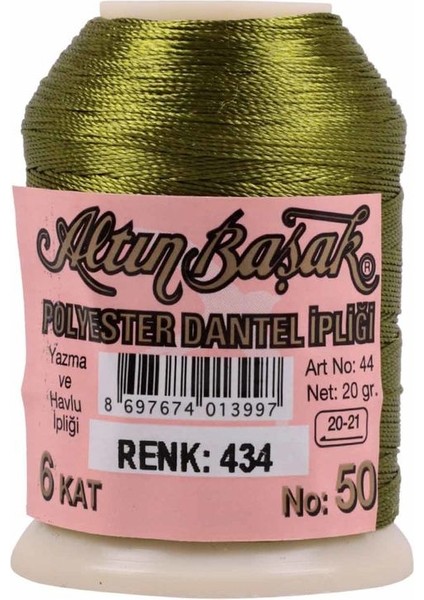 Altın Başak ®
POLYESTER DANTEL İPLİĞİ
Yazma
ve
Havlu
İpliği
8 697674 013997
Art No: 44
Net: 20 gr.
20-21
RENK: 434
6 KAT
No: 50